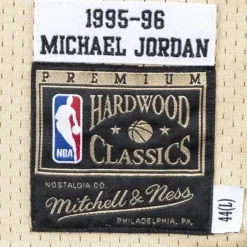 1995-96
MICHAEL JORDAN
PREMIUM
HARDWOOD
CLASSICS
NBA
NOSTALGIA CO.
Mitchell & Ness
PHILADELPHIA, PA.
44(L)